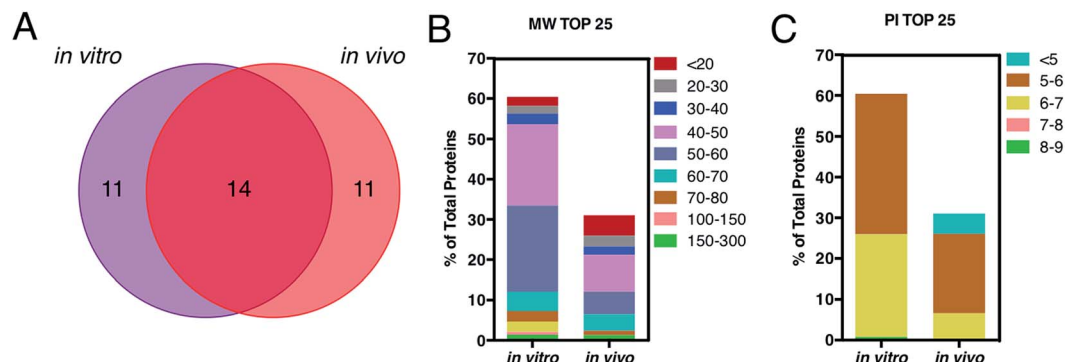 A
in vitro
in vivo
11
14
11
B
MW TOP 25
% of Total Proteins
70
60
50
40
30
20
10
0
in vitro
in vivo
<20
20-30
30-40
40-50
50-60
60-70
70-80
100-150
150-300
C
PI TOP 25
% of Total Proteins
70
60
50
40
30
20
10
0
in vitro
in vivo
<5
5-6
6-7
7-8
8-9